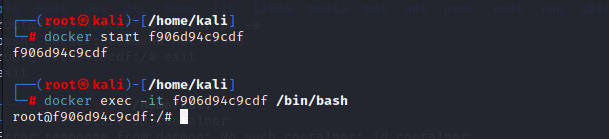 ┌──(root㉿kali)-[/home/kali]
└─# docker start f906d94c9cdf
f906d94c9cdf
┌──(root㉿kali)-[/home/kali]
└─# docker exec -it f906d94c9cdf /bin/bash
root@f906d94c9cdf:/#